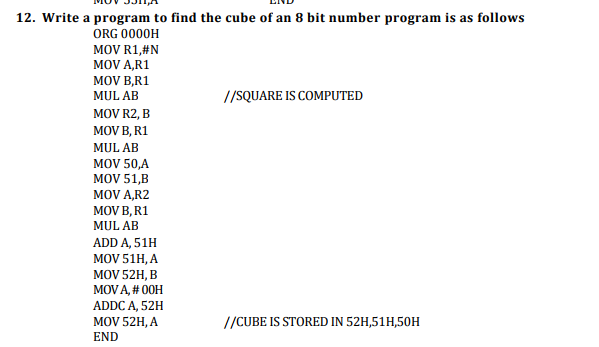 12. Write a program to find the cube of an 8 bit number program is as follows
ORG 0000H
MOV R1,#N
MOV A,R1
MOV B,R1
MUL AB //SQUARE IS COMPUTED
MOV R2, B
MOV B, R1
MUL AB
MOV 50,A
MOV 51,B
MOV A,R2
MOV B, R1
MUL AB
ADD A, 51H
MOV 51H, A
MOV 52H, B
MOV A, # 00H
ADDC A, 52H
MOV 52H, A //CUBE IS STORED IN 52H,51H,50H
END